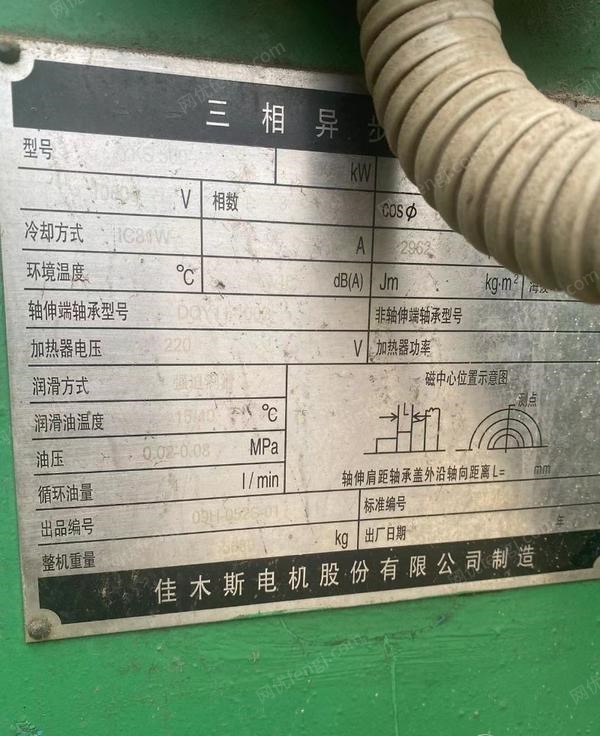 三相异步
型号 kW
V 相数 COSφ
冷却方式 IC81W A 2963
环境温度 ℃ dB(A) Jm kg·m²
轴伸端轴承型号 非轴伸端轴承型号
加热器电压 220 V 加热器功率
润滑方式 磁中心位置示意图
测点
L
润滑油温度 15-40 ℃
油压 0.02-0.08 MPa
轴伸肩距轴承盖外沿轴向距离L= mm
循环油量 l/min
出品编号 标准编号
整机重量 kg 出厂日期 年
佳木斯电机股份有限公司制造